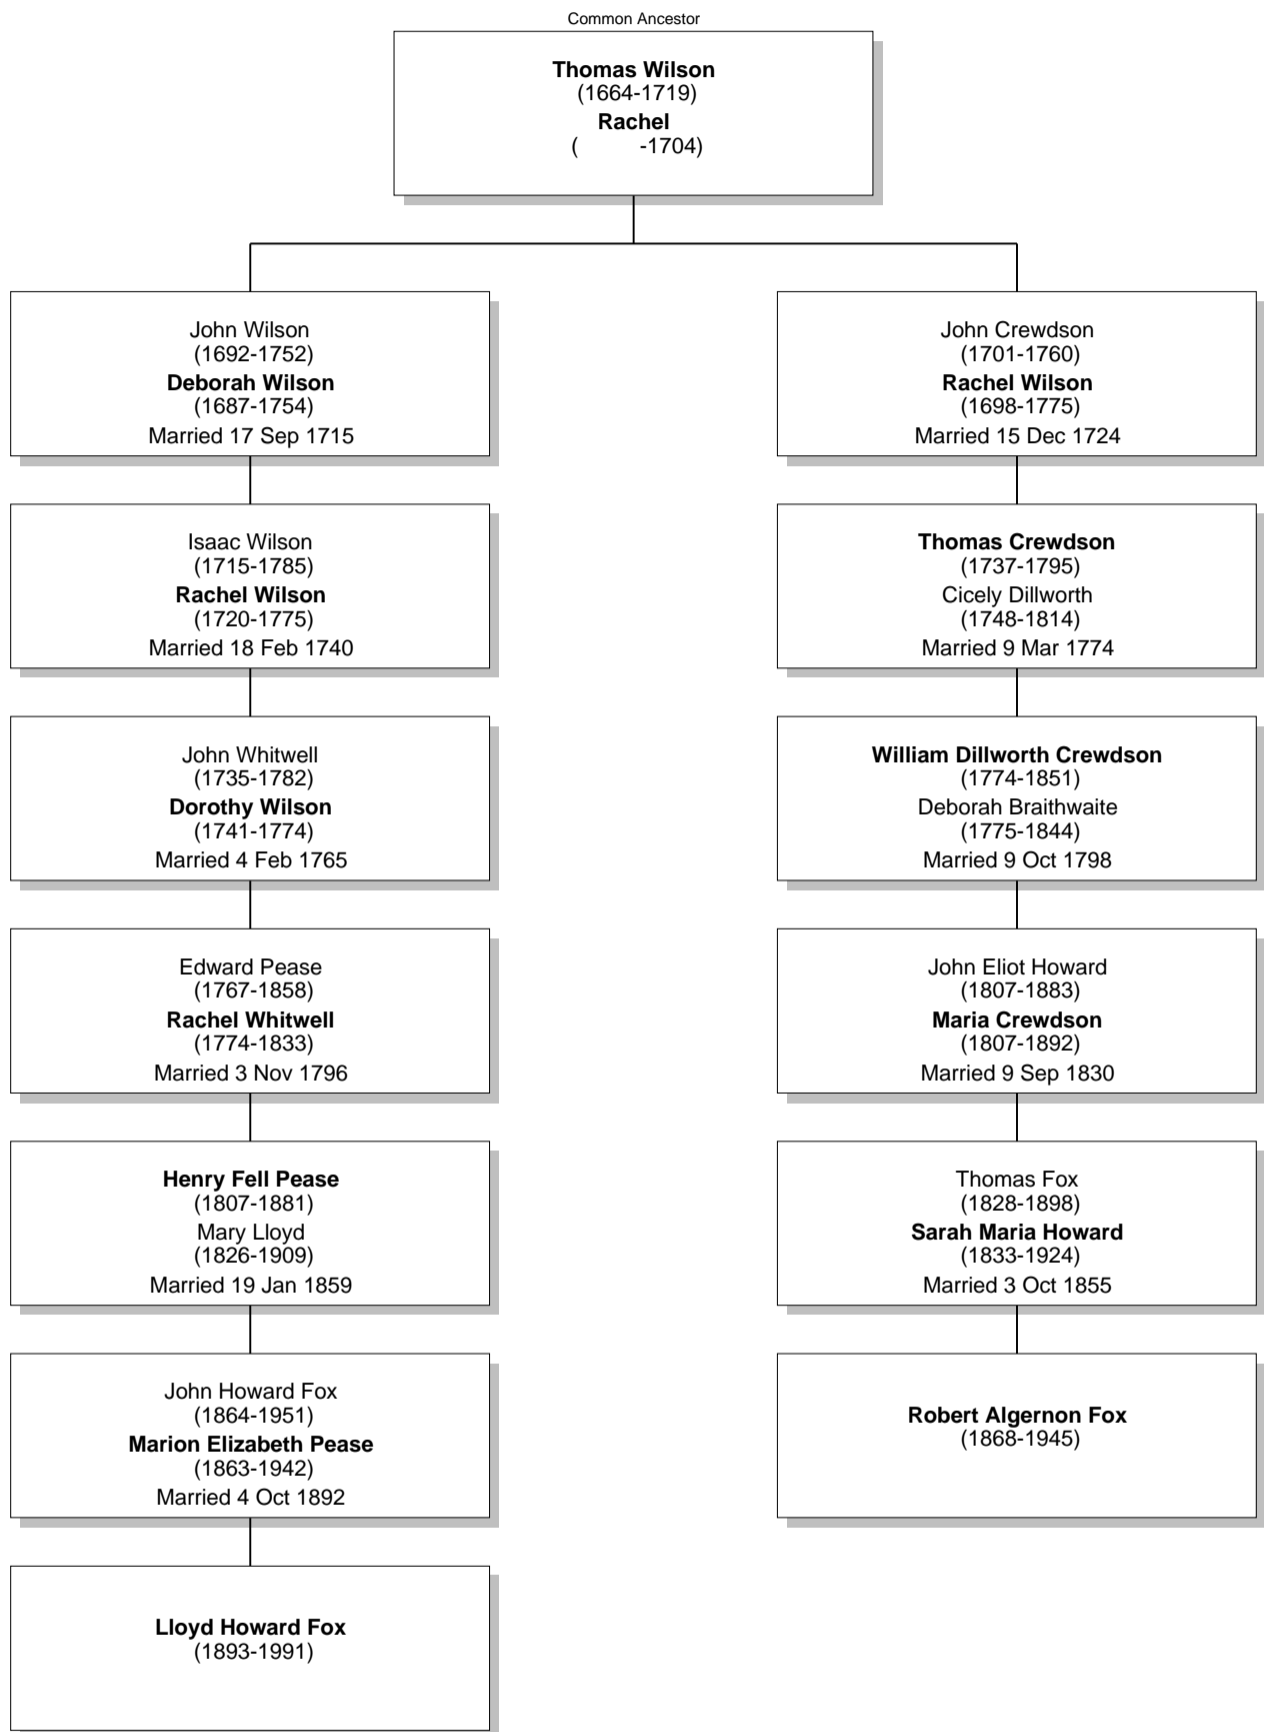 Common Ancestor
Thomas Wilson
(1664-1719)
Rachel
( -1704)
John Wilson
(1692-1752)
Deborah Wilson
(1687-1754)
Married 17 Sep 1715
John Crewdson
(1701-1760)
Rachel Wilson
(1698-1775)
Married 15 Dec 1724
Isaac Wilson
(1715-1785)
Rachel Wilson
(1720-1775)
Married 18 Feb 1740
Thomas Crewdson
(1737-1795)
Cicely Dillworth
(1748-1814)
Married 9 Mar 1774
John Whitwell
(1735-1782)
Dorothy Wilson
(1741-1774)
Married 4 Feb 1765
William Dillworth Crewdson
(1774-1851)
Deborah Braithwaite
(1775-1844)
Married 9 Oct 1798
Edward Pease
(1767-1858)
Rachel Whitwell
(1774-1833)
Married 3 Nov 1796
John Eliot Howard
(1807-1883)
Maria Crewdson
(1807-1892)
Married 9 Sep 1830
Henry Fell Pease
(1807-1881)
Mary Lloyd
(1826-1909)
Married 19 Jan 1859
Thomas Fox
(1828-1898)
Sarah Maria Howard
(1833-1924)
Married 3 Oct 1855
John Howard Fox
(1864-1951)
Marion Elizabeth Pease
(1863-1942)
Married 4 Oct 1892
Robert Algernon Fox
(1868-1945)
Lloyd Howard Fox
(1893-1991)